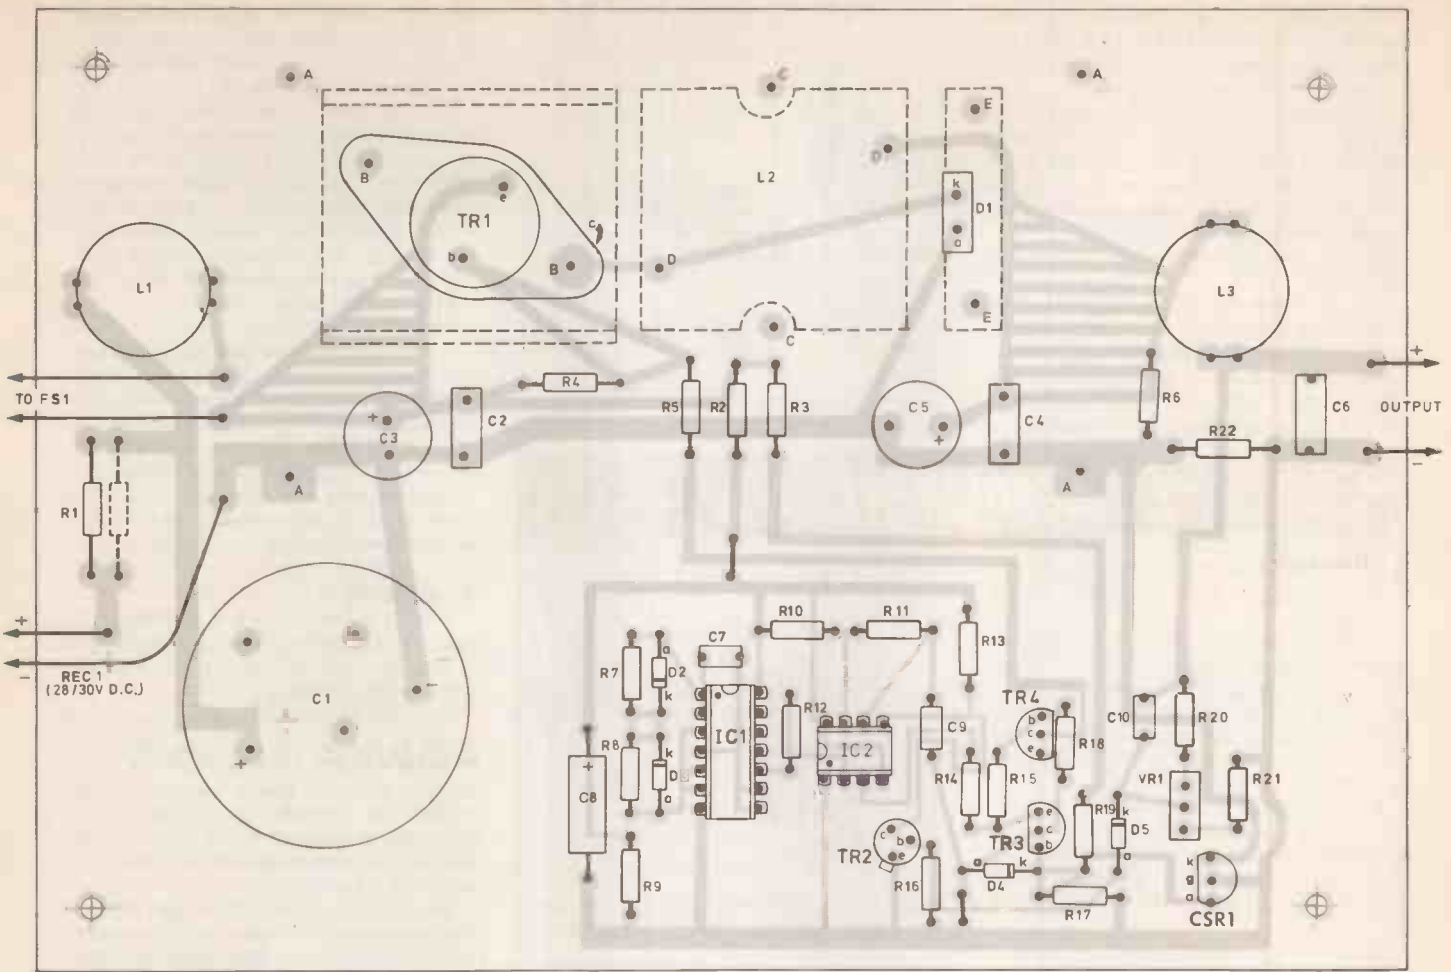 A
A
C
E
B
e
TR1
c
b
B
L2
D
D
k
D1
a
E
C
L1
L3
TO FS1
+
-
OUTPUT
R4
C3
+
C2
R5
R2
R3
C5
+
C4
R6
R22
C6
A
A
R1
+
-
REC 1
(28/30V D.C.)
C1
+
-
R10
R11
R13
C7
R7
a
D2
k
R12
IC1
IC2
C9
TR4
b
c
e
R18
C10
R20
R8
k
a
C8
+
R14
R15
VR1
R21
TR3
e
c
b
R19
k
D5
a
TR2
c
b
e
R9
R16
a
D4
k
R17
k
g
a
CSR1